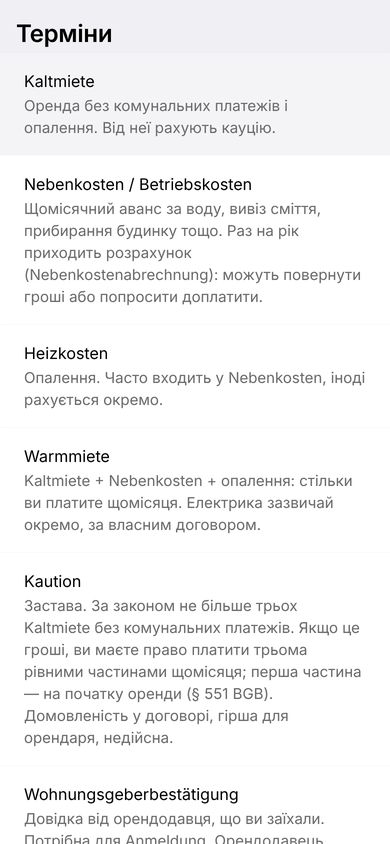 Терміни
Kaltmiete
Оренда без комунальних платежів і
опалення. Від неї рахують кауцію.
Nebenkosten / Betriebskosten
Щомісячний аванс за воду, вивіз сміття,
прибирання будинку тощо. Раз на рік
приходить розрахунок
(Nebenkostenabrechnung): можуть повернути
гроші або попросити доплатити.
Heizkosten
Опалення. Часто входить у Nebenkosten, іноді
рахується окремо.
Warmmiete
Kaltmiete + Nebenkosten + опалення: стільки
ви платите щомісяця. Електрика зазвичай
окремо, за власним договором.
Kaution
Застава. За законом не більше трьох
Kaltmiete без комунальних платежів. Якщо це
гроші, ви маєте право платити трьома
рівними частинами щомісяця; перша частина
— на початку оренди (§ 551 BGB).
Домовленість у договорі, гірша для
орендаря, недійсна.
Wohnungsgeberbestätigung
Довідка від орендодавця, що ви заїхали.
Потрібна для Anmeldung. Орендодавець